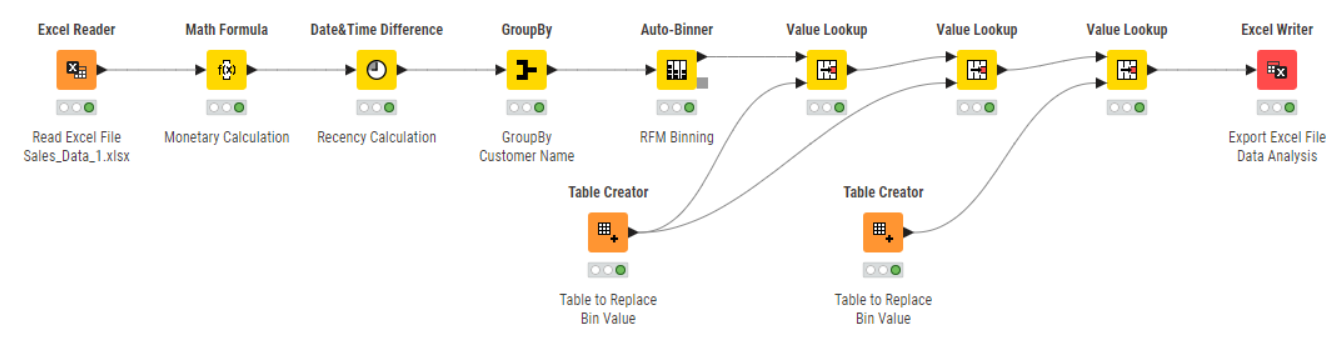 Excel Reader
Math Formula
Date&Time Difference
GroupBy
Auto-Binner
Value Lookup
Value Lookup
Value Lookup
Excel Writer
f(x)
Read Excel File
Sales_Data_1.xlsx
Monetary Calculation
Recency Calculation
GroupBy
Customer Name
RFM Binning
Export Excel File
Data Analysis
Table Creator
Table to Replace
Bin Value
Table Creator
Table to Replace
Bin Value